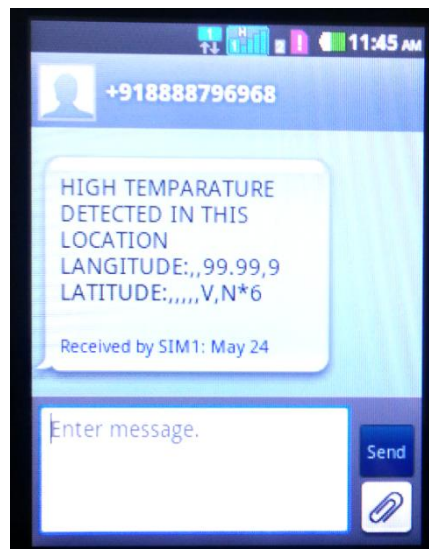 11:45 AM
+918888796968
HIGH TEMPARATURE
DETECTED IN THIS
LOCATION
LANGITUDE:,,99.99,9
LATITUDE:,,,,,V,N*6
Received by SIM1: May 24
Enter message.
Send